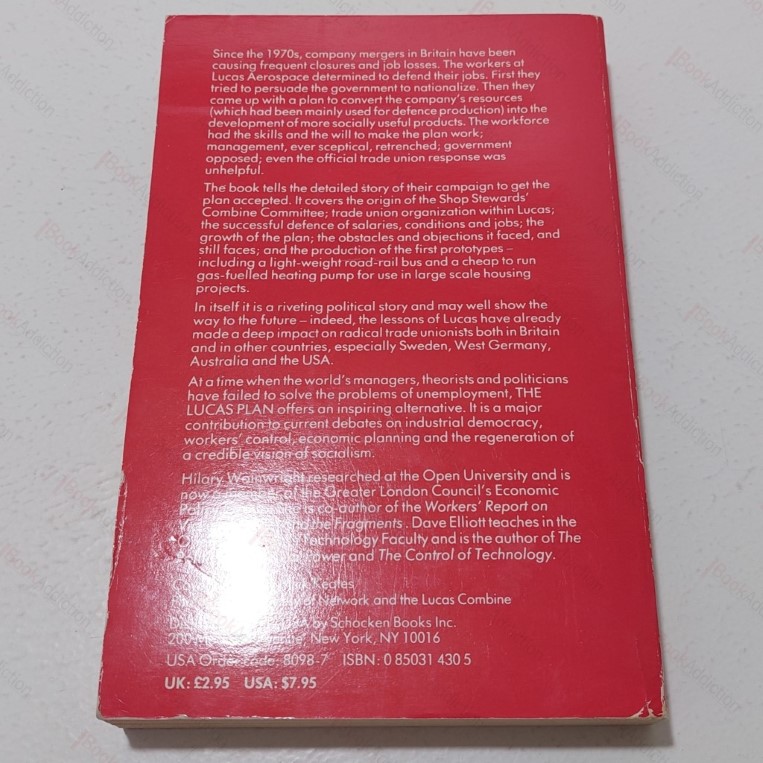 Since the 1970s, company mergers in Britain have been
causing frequent closures and job losses. The workers at
Lucas Aerospace determined to defend their jobs. First they
tried to persuade the government to nationalize. Then they
came up with a plan to convert the company's resources
(which had been mainly used for defence production) into the
development of more socially useful products. The workforce
had the skills and the will to make the plan work;
management, ever sceptical, retrenched; government
opposed; even the official trade union response was
unhelpful.
The book tells the detailed story of their campaign to get the
plan accepted. It covers the origin of the Shop Stewards'
Combine Committee; trade union organization within Lucas;
the successful defence of salaries, conditions and jobs; the
growth of the plan; the obstacles and objections it faced, and
still faces; and the production of the first prototypes –
including a light-weight road-rail bus and a cheap to run
gas-fuelled heating pump for use in large scale housing
projects.
In itself it is a riveting political story and may well show the
way to the future – indeed, the lessons of Lucas have already
made a deep impact on radical trade unionists both in Britain
and in other countries, especially Sweden, West Germany,
Australia and the USA.
At a time when the world's managers, theorists and politicians
have failed to solve the problems of unemployment, THE
LUCAS PLAN offers an inspiring alternative. It is a major
contribution to current debates on industrial democracy,
workers' control, economic planning and the regeneration of
a credible vision of socialism.
Hilary Wainwright researched at the Open University and is
now a of the Greater London Council's Economic
is co-author of the Workers' Report on
and the Fragments. Dave Elliott teaches in the
Technology Faculty and is the author of The
Power and The Control of Technology.
Keates
of Network and the Lucas Combine
by Schocken Books Inc.
200 New York, NY 10016
USA Order code: 8098-7 ISBN: 0 85031 430 5
UK: £2.95 USA: $7.95